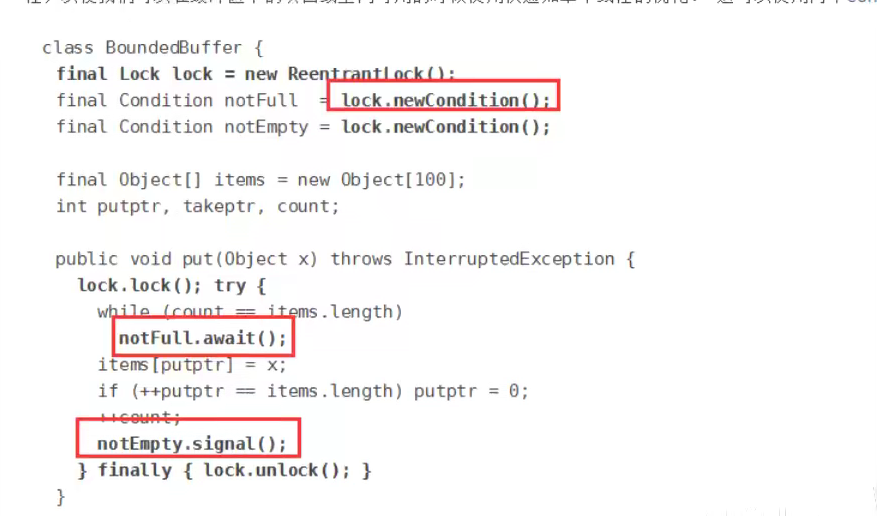 class BoundedBuffer {
final Lock lock = new ReentrantLock();
final Condition notFull = lock.newCondition();
final Condition notEmpty = lock.newCondition();
final Object[] items = new Object[100];
int putptr, takeptr, count;
public void put(Object x) throws InterruptedException {
lock.lock(); try {
while (count == items.length)
notFull.await();
items[putptr] = x;
if (++putptr == items.length) putptr = 0;
++count;
notEmpty.signal();
} finally { lock.unlock(); }
}